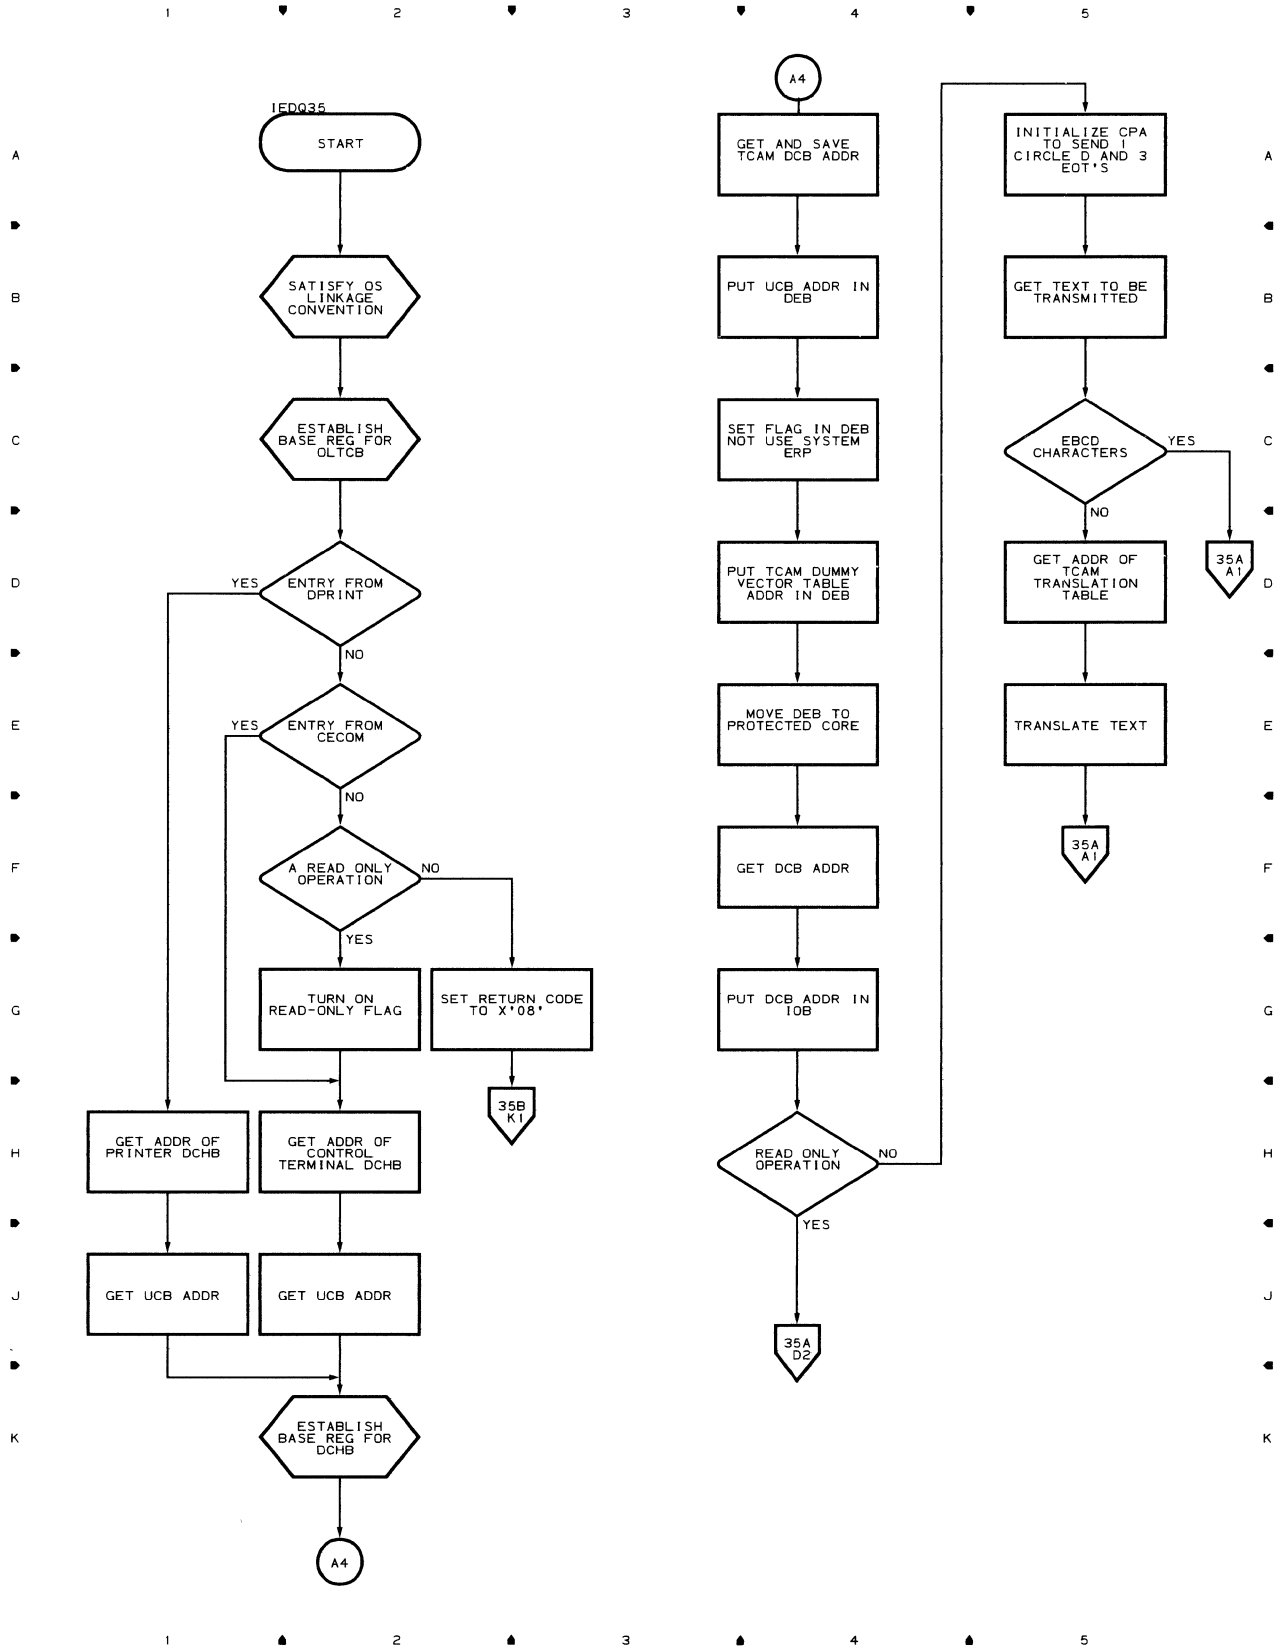 1 2 3 4 5
IEDQ35
START
A
SATISFY OS
LINKAGE
CONVENTION
B
ESTABLISH
BASE REG FOR
OLTCB
C
D
YES
ENTRY FROM
DPRINT
NO
E
YES
ENTRY FROM
CECOM
NO
F
A READ ONLY
OPERATION
NO
YES
G
TURN ON
READ-ONLY FLAG
SET RETURN CODE
TO X'08'
35B
K1
H
GET ADDR OF
PRINTER DCHB
GET ADDR OF
CONTROL
TERMINAL DCHB
J
GET UCB ADDR
GET UCB ADDR
K
ESTABLISH
BASE REG FOR
DCHB
A4
A4
GET AND SAVE
TCAM DCB ADDR
PUT UCB ADDR IN
DEB
SET FLAG IN DEB
NOT USE SYSTEM
ERP
PUT TCAM DUMMY
VECTOR TABLE
ADDR IN DEB
MOVE DEB TO
PROTECTED CORE
GET DCB ADDR
PUT DCB ADDR IN
IOB
READ ONLY
OPERATION
NO
YES
35A
D2
INITIALIZE CPA
TO SEND 1
CIRCLE D AND 3
EOT'S
A
GET TEXT TO BE
TRANSMITTED
B
EBCD
CHARACTERS
YES
C
NO
35A
A1
GET ADDR OF
TCAM
TRANSLATION
TABLE
D
TRANSLATE TEXT
E
35A
A1
F
G
H
J
K
1 2 3 4 5